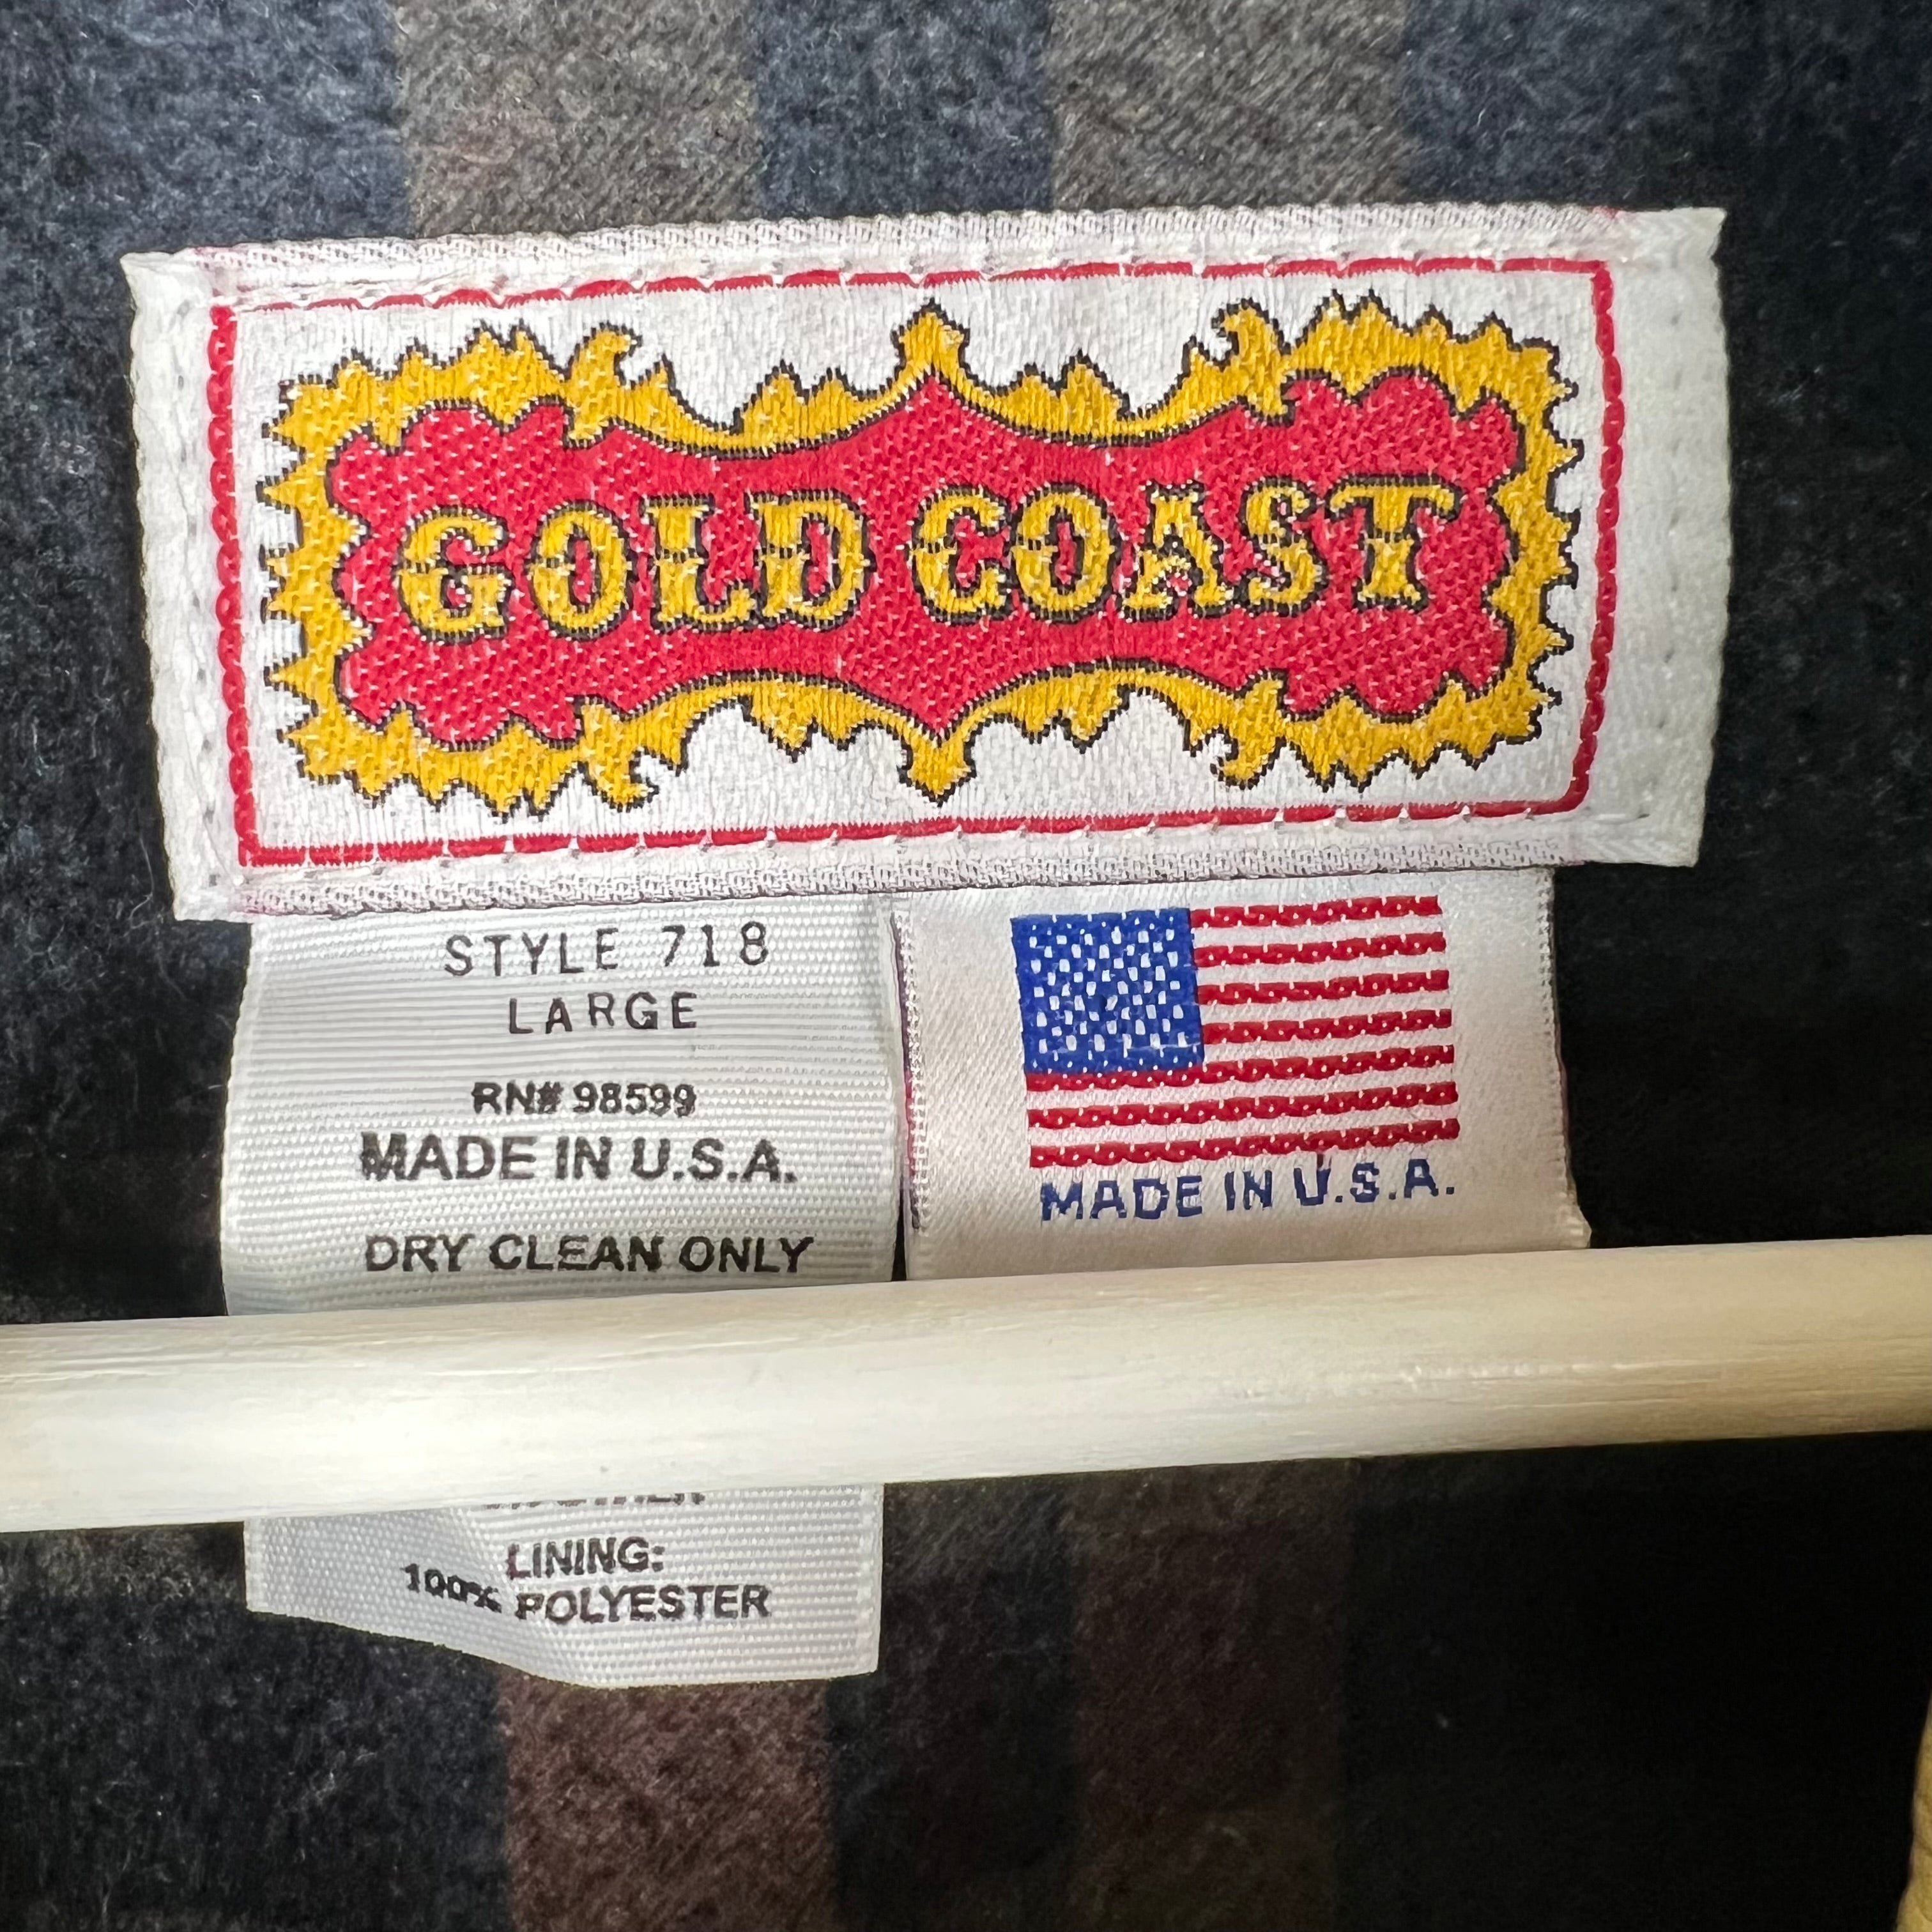 GOLD COAST
STYLE 718
LARGE
RN# 98599
MADE IN U.S.A.
DRY CLEAN ONLY
LINING:
100% POLYESTER
MADE IN U.S.A.